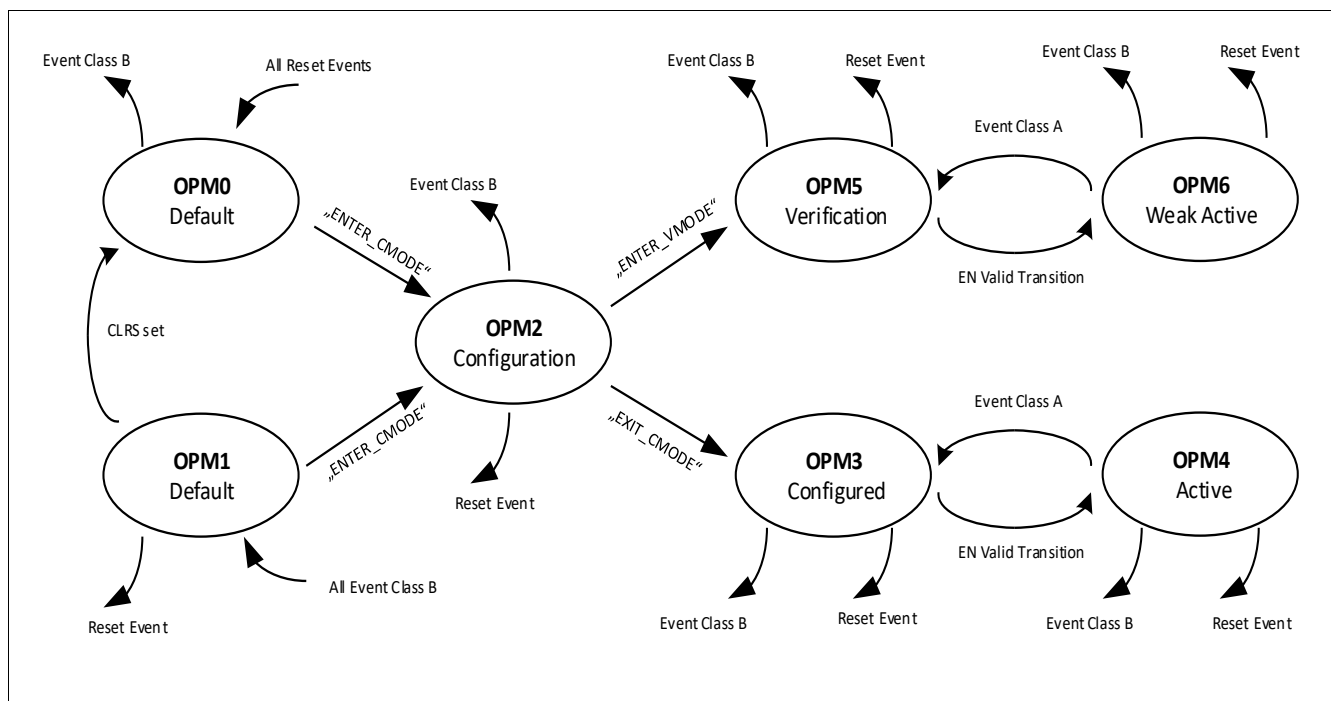 Event Class B
All Reset Events
OPM0
Default
„ENTER_CMODE“
CLRS set
OPM1
Default
„ENTER_CMODE“
Reset Event
All Event Class B
Event Class B
OPM2
Configuration
Reset Event
„ENTER_VMODE“
„EXIT_CMODE“
Event Class B
Reset Event
OPM5
Verification
Event Class A
EN Valid Transition
Event Class B
Reset Event
OPM6
Weak Active
OPM3
Configured
Event Class B
Reset Event
Event Class A
EN Valid Transition
OPM4
Active
Event Class B
Reset Event